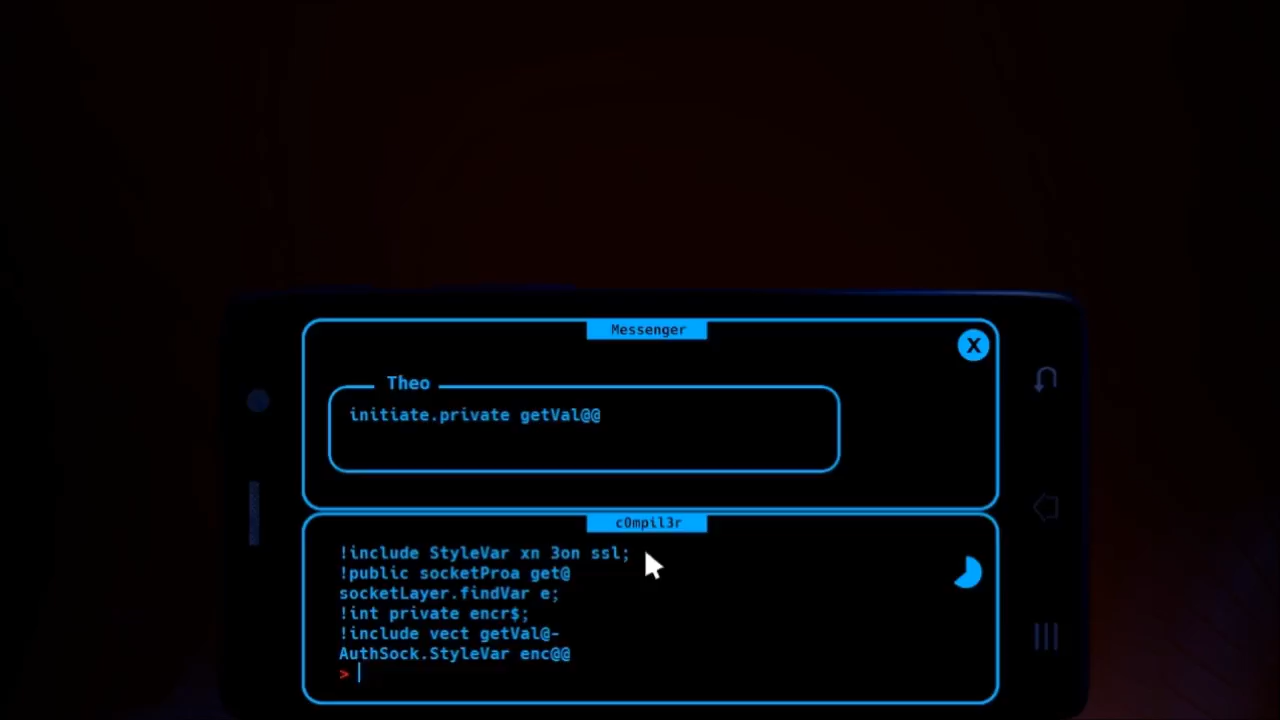 Messenger
X
Theo
initiate.private getVal@@
c0mpil3r
!include StyleVar xn 3on ssl;
!public socketProa get@
socketLayer.findVar e;
!int private encr$;
!include vect getVal@-
AuthSock.StyleVar enc@@
>